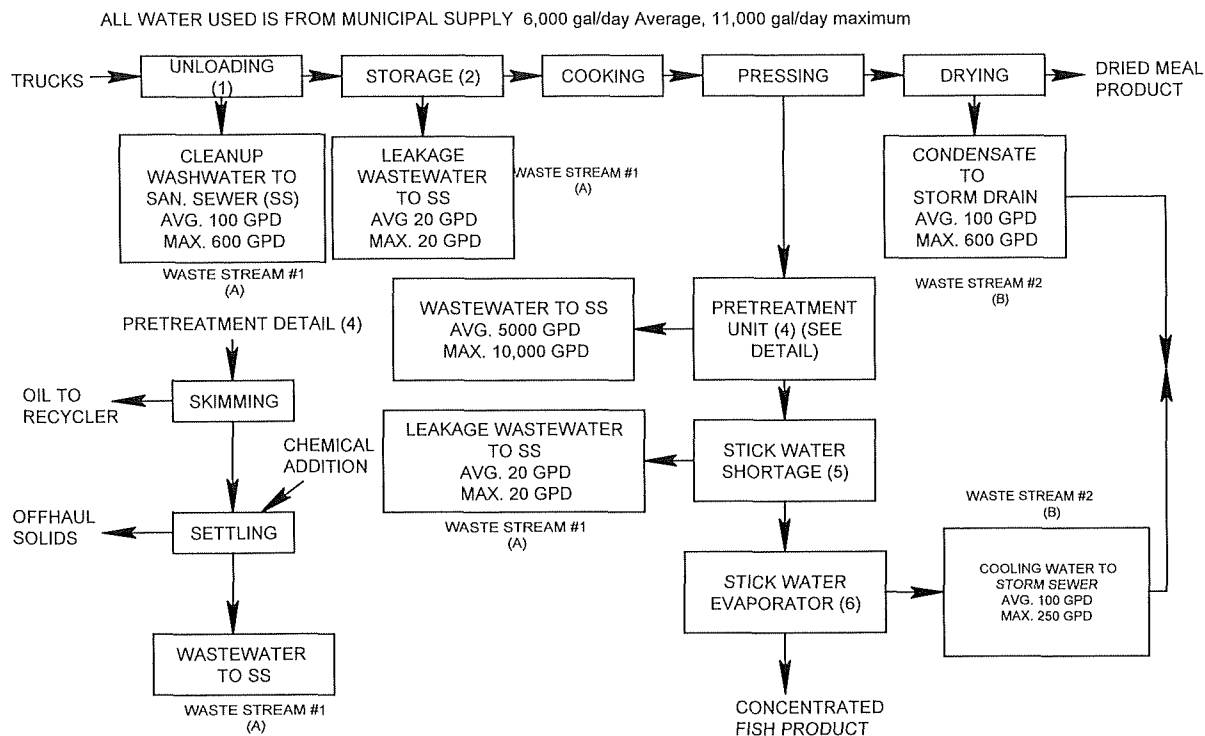 ALL WATER USED IS FROM MUNICIPAL SUPPLY 6,000 gal/day Average, 11,000 gal/day maximum
TRUCKS
UNLOADING
(1)
STORAGE (2)
COOKING
PRESSING
DRYING
DRIED MEAL
PRODUCT
CLEANUP
WASHWATER TO
SAN. SEWER (SS)
AVG. 100 GPD
MAX. 600 GPD
WASTE STREAM #1
(A)
LEAKAGE
WASTEWATER
TO SS
AVG 20 GPD
MAX. 20 GPD
WASTE STREAM #1
(A)
CONDENSATE
TO
STORM DRAIN
AVG. 100 GPD
MAX. 600 GPD
WASTE STREAM #2
(B)
WASTEWATER TO SS
AVG. 5000 GPD
MAX. 10,000 GPD
PRETREATMENT
UNIT (4) (SEE
DETAIL)
PRETREATMENT DETAIL (4)
OIL TO
RECYCLER
SKIMMING
CHEMICAL
ADDITION
OFFHAUL
SOLIDS
SETTLING
WASTEWATER
TO SS
WASTE STREAM #1
(A)
LEAKAGE WASTEWATER
TO SS
AVG. 20 GPD
MAX. 20 GPD
WASTE STREAM #1
(A)
STICK WATER
SHORTAGE (5)
STICK WATER
EVAPORATOR (6)
WASTE STREAM #2
(B)
COOLING WATER TO
STORM SEWER
AVG. 100 GPD
MAX. 250 GPD
CONCENTRATED
FISH PRODUCT